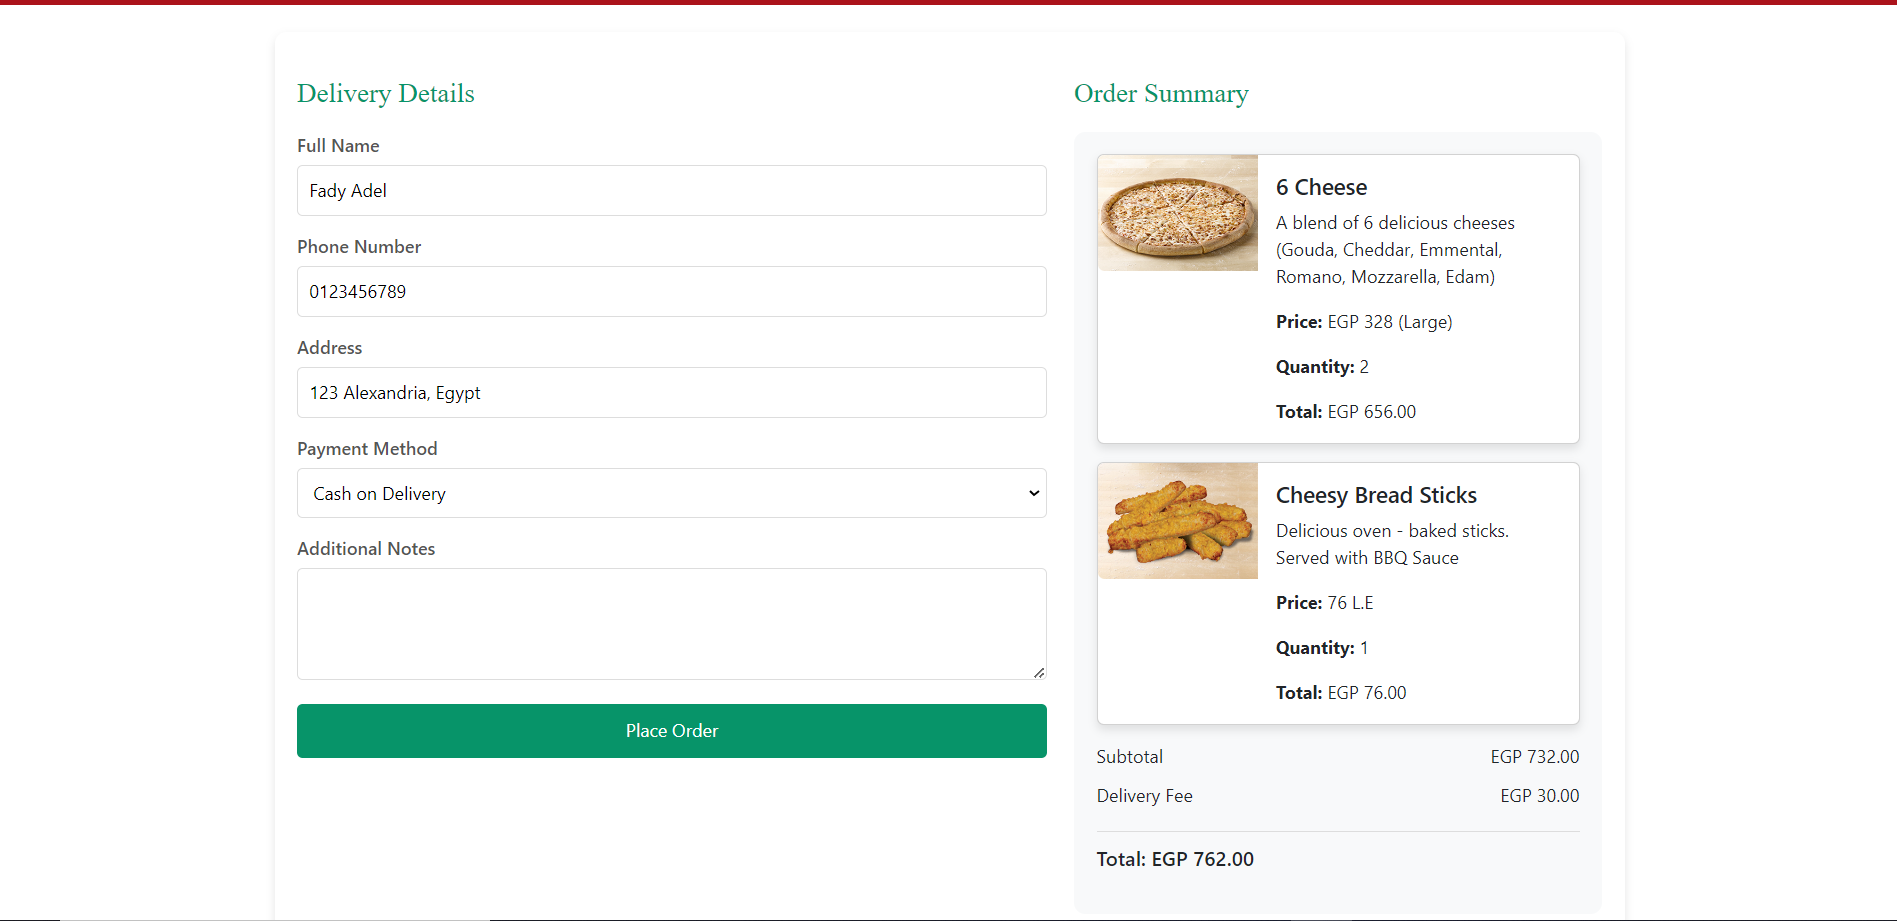 Delivery Details
Full Name
Fady Adel
Phone Number
0123456789
Address
123 Alexandria, Egypt
Payment Method
Cash on Delivery
Additional Notes
Place Order
Order Summary
6 Cheese
A blend of 6 delicious cheeses
(Gouda, Cheddar, Emmental,
Romano, Mozzarella, Edam)
Price: EGP 328 (Large)
Quantity: 2
Total: EGP 656.00
Cheesy Bread Sticks
Delicious oven - baked sticks.
Served with BBQ Sauce
Price: 76 L.E
Quantity: 1
Total: EGP 76.00
Subtotal EGP 732.00
Delivery Fee EGP 30.00
Total: EGP 762.00